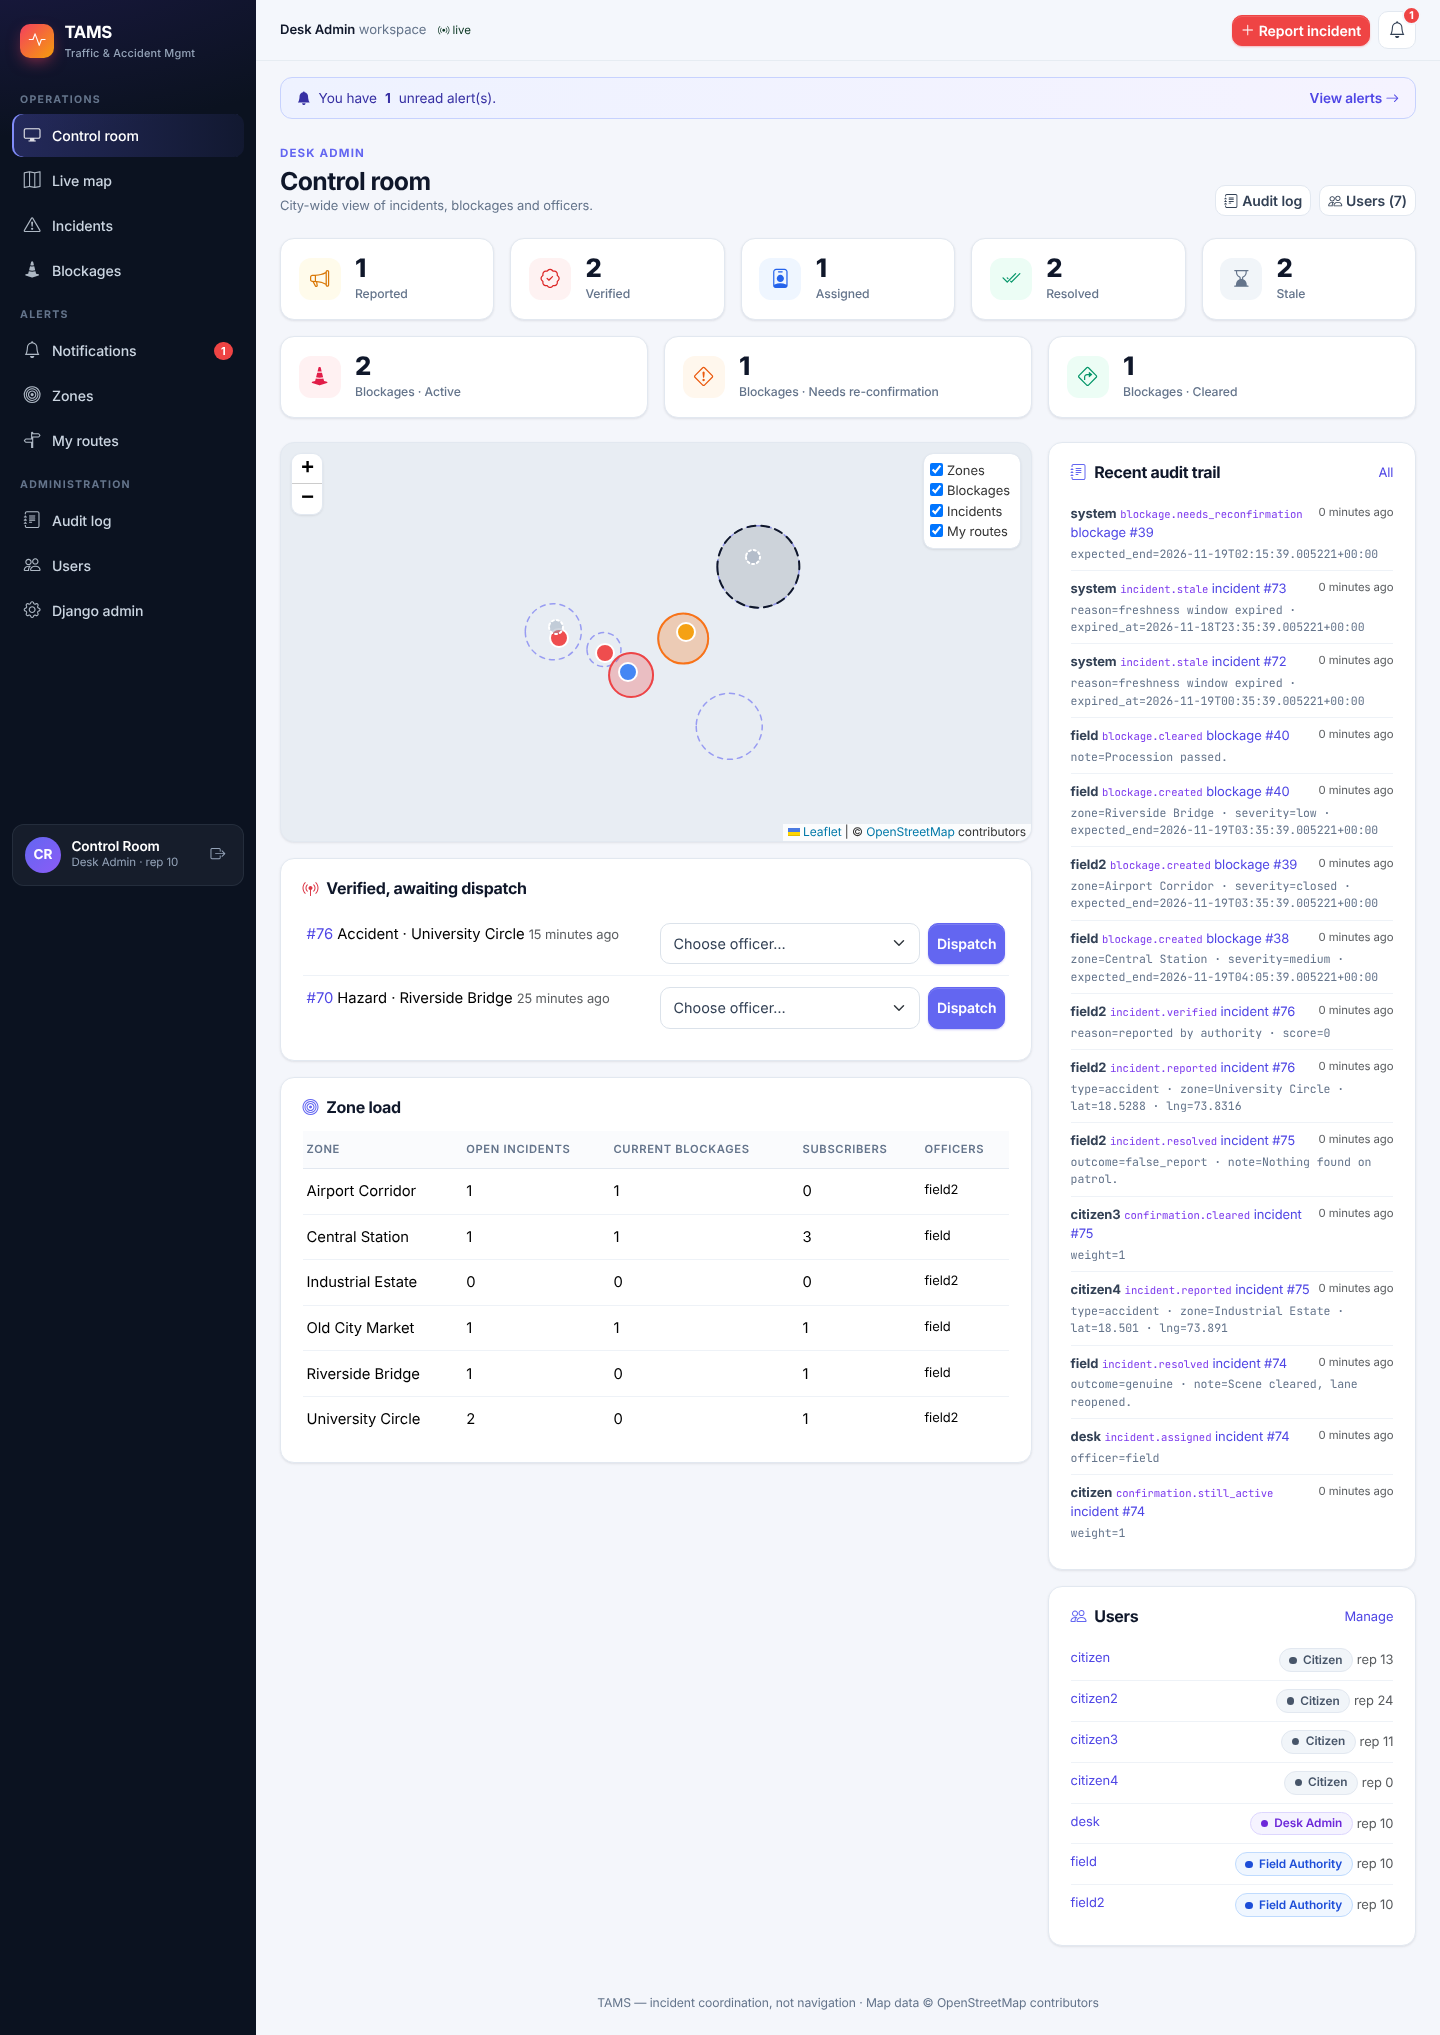 TAMS
Traffic & Accident Mgmt
OPERATIONS
Control room
Live map
Incidents
Blockages
ALERTS
Notifications 1
Zones
My routes
ADMINISTRATION
Audit log
Users
Django admin
CR
Control Room
Desk Admin · rep 10
Desk Admin workspace live
Report incident
1
You have 1 unread alert(s).
View alerts →
DESK ADMIN
Control room
City-wide view of incidents, blockages and officers.
Audit log
Users (7)
1
Reported
2
Verified
1
Assigned
2
Resolved
2
Stale
2
Blockages · Active
1
Blockages · Needs re-confirmation
1
Blockages · Cleared
+
−
Zones
Blockages
Incidents
My routes
Leaflet | © OpenStreetMap contributors
Verified, awaiting dispatch
#76 Accident · University Circle 15 minutes ago
Choose officer...
Dispatch
#70 Hazard · Riverside Bridge 25 minutes ago
Choose officer...
Dispatch
Zone load
ZONE OPEN INCIDENTS CURRENT BLOCKAGES SUBSCRIBERS OFFICERS
Airport Corridor 1 1 0 field2
Central Station 1 1 3 field
Industrial Estate 0 0 0 field2
Old City Market 1 1 1 field
Riverside Bridge 1 0 1 field
University Circle 2 0 1 field2
Recent audit trail
All
system blockage.needs_reconfirmation 0 minutes ago
blockage #39
expected_end=2026-11-19T02:15:39.005221+00:00
system incident.stale incident #73 0 minutes ago
reason=freshness window expired ·
expired_at=2026-11-18T23:35:39.005221+00:00
system incident.stale incident #72 0 minutes ago
reason=freshness window expired ·
expired_at=2026-11-19T00:35:39.005221+00:00
field blockage.cleared blockage #40 0 minutes ago
note=Procession passed.
field blockage.created blockage #40 0 minutes ago
zone=Riverside Bridge · severity=low ·
expected_end=2026-11-19T03:35:39.005221+00:00
field2 blockage.created blockage #39 0 minutes ago
zone=Airport Corridor · severity=closed ·
expected_end=2026-11-19T03:35:39.005221+00:00
field blockage.created blockage #38 0 minutes ago
zone=Central Station · severity=medium ·
expected_end=2026-11-19T04:05:39.005221+00:00
field2 incident.verified incident #76 0 minutes ago
reason=reported by authority · score=0
field2 incident.reported incident #76 0 minutes ago
type=accident · zone=University Circle ·
lat=18.5288 · lng=73.8316
field2 incident.resolved incident #75 0 minutes ago
outcome=false_report · note=Nothing found on
patrol.
citizen3 confirmation.cleared incident 0 minutes ago
#75
weight=1
citizen4 incident.reported incident #75 0 minutes ago
type=accident · zone=Industrial Estate ·
lat=18.501 · lng=73.891
field incident.resolved incident #74 0 minutes ago
outcome=genuine · note=Scene cleared, lane
reopened.
desk incident.assigned incident #74 0 minutes ago
officer=field
citizen confirmation.still_active 0 minutes ago
incident #74
weight=1
Users
Manage
citizen Citizen rep 13
citizen2 Citizen rep 24
citizen3 Citizen rep 11
citizen4 Citizen rep 0
desk Desk Admin rep 10
field Field Authority rep 10
field2 Field Authority rep 10
TAMS — incident coordination, not navigation · Map data © OpenStreetMap contributors